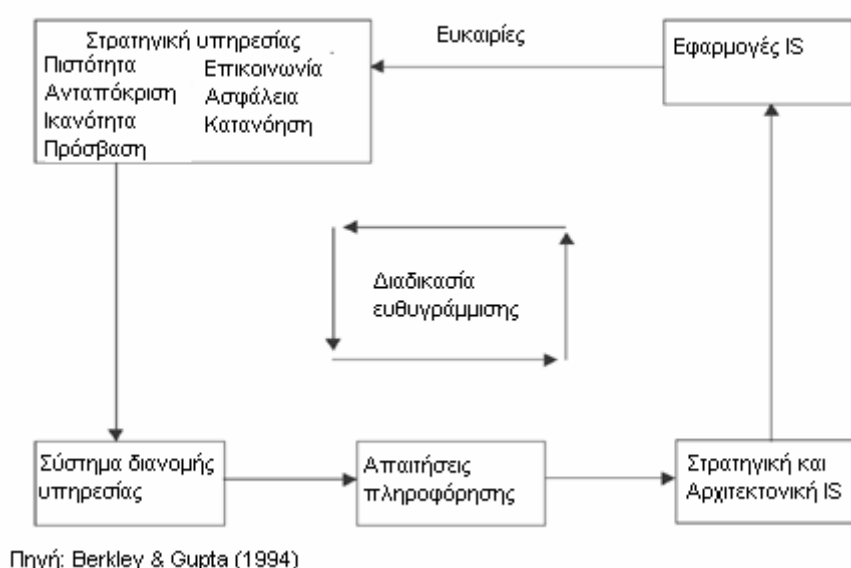 Στρατηγική υπηρεσίας
Πιστότητα Επικοινωνία
Ανταπόκριση Ασφάλεια
Ικανότητα Κατανόηση
Πρόσβαση
Ευκαιρίες
Εφαρμογές IS
Διαδικασία
ευθυγράμμισης
Σύστημα διανομής
υπηρεσίας
Απαιτήσεις
πληροφόρησης
Στρατηγική και
Αρχιτεκτονική IS
Πηγή: Berkley & Gupta (1994)